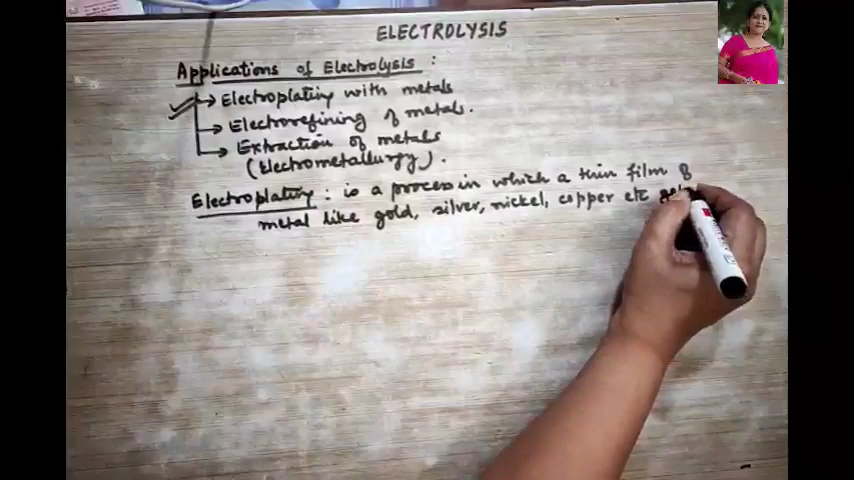 ELECTROLYSIS
Applications of Electrolysis :
Electroplating with metals
Electrorefining of metals.
Extraction of metals
(Electrometallurgy).
Electroplating : is a process in which a thin film of
metal like gold, silver, nickel, copper etc